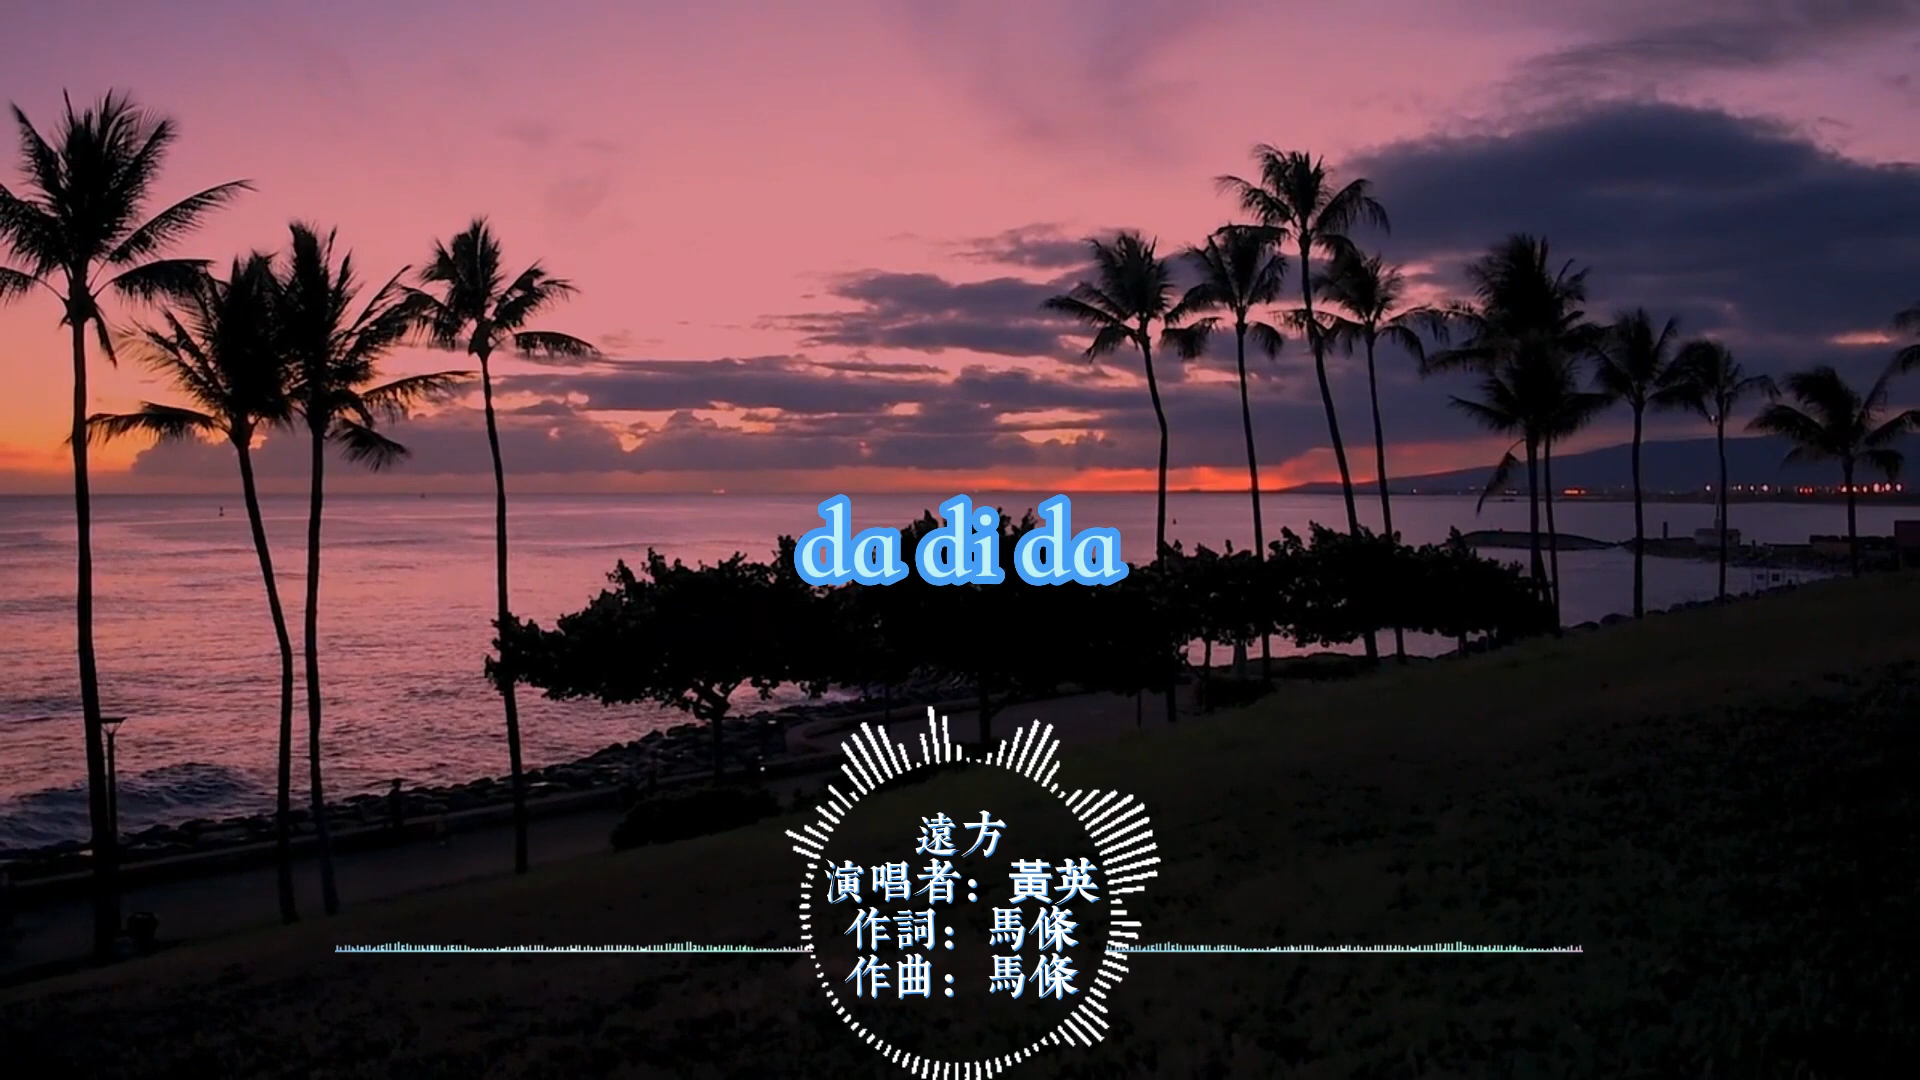 da di da
遠方
演唱者：黃英
作詞：馬條
作曲：馬條